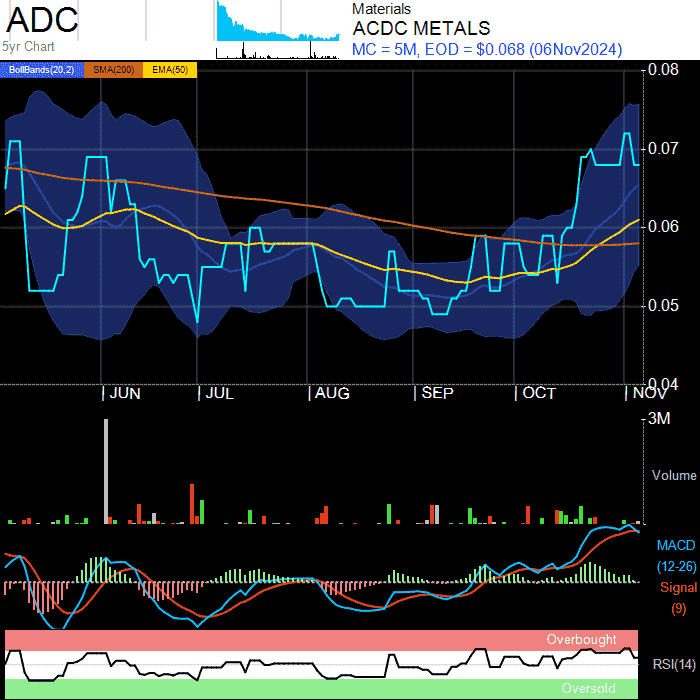 ADC
5yr Chart
Materials
ACDC METALS
MC = 5M, EOD = $0.068 (06Nov2024)
BollBands(20,2) SMA(200) EMA(50)
0.08
0.07
0.06
0.05
0.04
JUN JUL AUG SEP OCT NOV
3M
Volume
MACD
(12-26)
Signal
(9)
Overbought
RSI(14)
Oversold